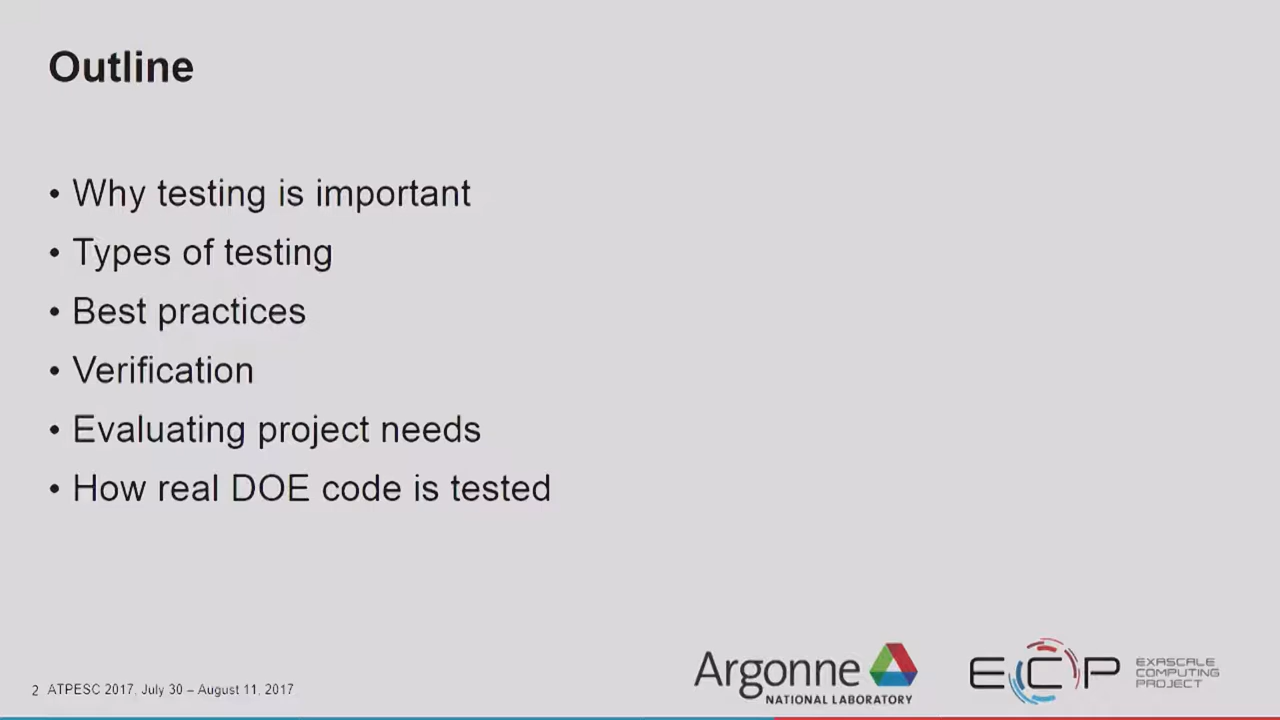 Outline
• Why testing is important
• Types of testing
• Best practices
• Verification
• Evaluating project needs
• How real DOE code is tested
2 ATPESC 2017, July 30 – August 11, 2017
Argonne
NATIONAL LABORATORY
ECP
EXASCALE
COMPUTING
PROJECT